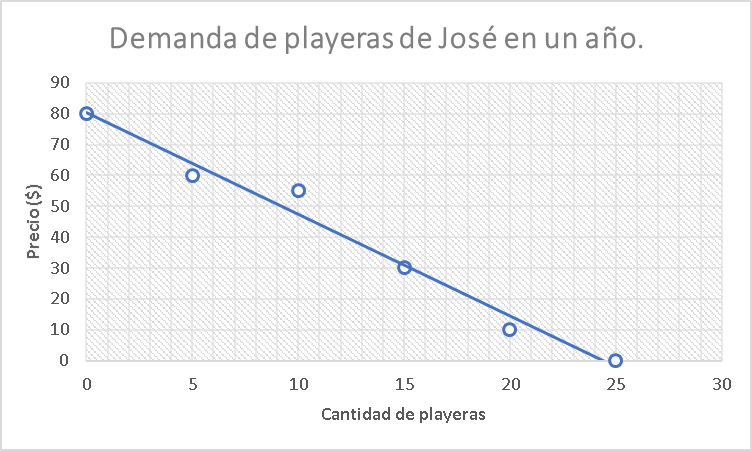 Demanda de playeras de José en un año.
90
80
70
60
50
40
30
20
10
0
Precio ($)
0 5 10 15 20 25 30
Cantidad de playeras